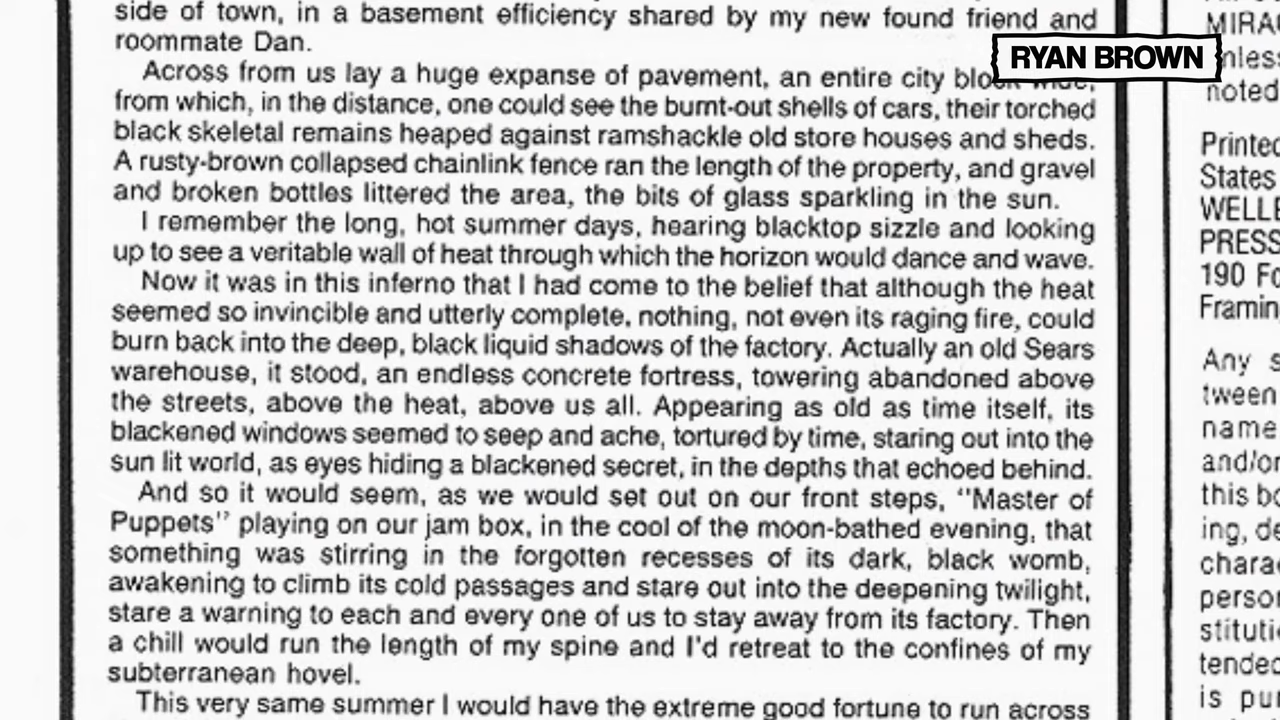 side of town, in a basement efficiency shared by my new found friend and
roommate Dan.
Across from us lay a huge expanse of pavement, an entire city block wide,
from which, in the distance, one could see the burnt-out shells of cars, their torched
black skeletal remains heaped against ramshackle old store houses and sheds.
A rusty-brown collapsed chainlink fence ran the length of the property, and gravel
and broken bottles littered the area, the bits of glass sparkling in the sun.
I remember the long, hot summer days, hearing blacktop sizzle and looking
up to see a veritable wall of heat through which the horizon would dance and wave.
Now it was in this inferno that I had come to the belief that although the heat
seemed so invincible and utterly complete, nothing, not even its raging fire, could
burn back into the deep, black liquid shadows of the factory. Actually an old Sears
warehouse, it stood, an endless concrete fortress, towering abandoned above
the streets, above the heat, above us all. Appearing as old as time itself, its
blackened windows seemed to seep and ache, tortured by time, staring out into the
sun lit world, as eyes hiding a blackened secret, in the depths that echoed behind.
And so it would seem, as we would set out on our front steps, "Master of
Puppets" playing on our jam box, in the cool of the moon-bathed evening, that
something was stirring in the forgotten recesses of its dark, black womb,
awakening to climb its cold passages and stare out into the deepening twilight,
stare a warning to each and every one of us to stay away from its factory. Then
a chill would run the length of my spine and I'd retreat to the confines of my
subterranean hovel.
This very same summer I would have the extreme good fortune to run across
RYAN BROWN
MIRA
nless
noted
Printed
States
WELL
PRESS
190 Fo
Framin
Any s
tween
name
and/or
this bo
ing, de
chara
person
stituti
tended
is pu